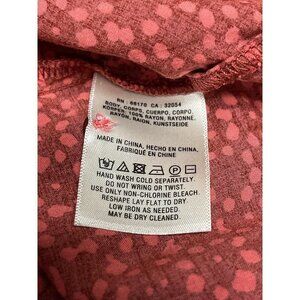 RN : 66170 CA : 32054
BODY, CORPS, CUERPO, CORPO,
KORPER, 100% RAYON, RAYONNE,
RAYON, RAION, KUNSTSEIDE
MADE IN CHINA, HECHO EN CHINA,
FABRIQUÉ EN CHINE
HAND WASH COLD SEPARATELY.
DO NOT WRING OR TWIST.
USE ONLY NON-CHLORINE BLEACH.
RESHAPE LAY FLAT TO DRY
LOW IRON AS NEEDED.
MAY BE DRY CLEANED.